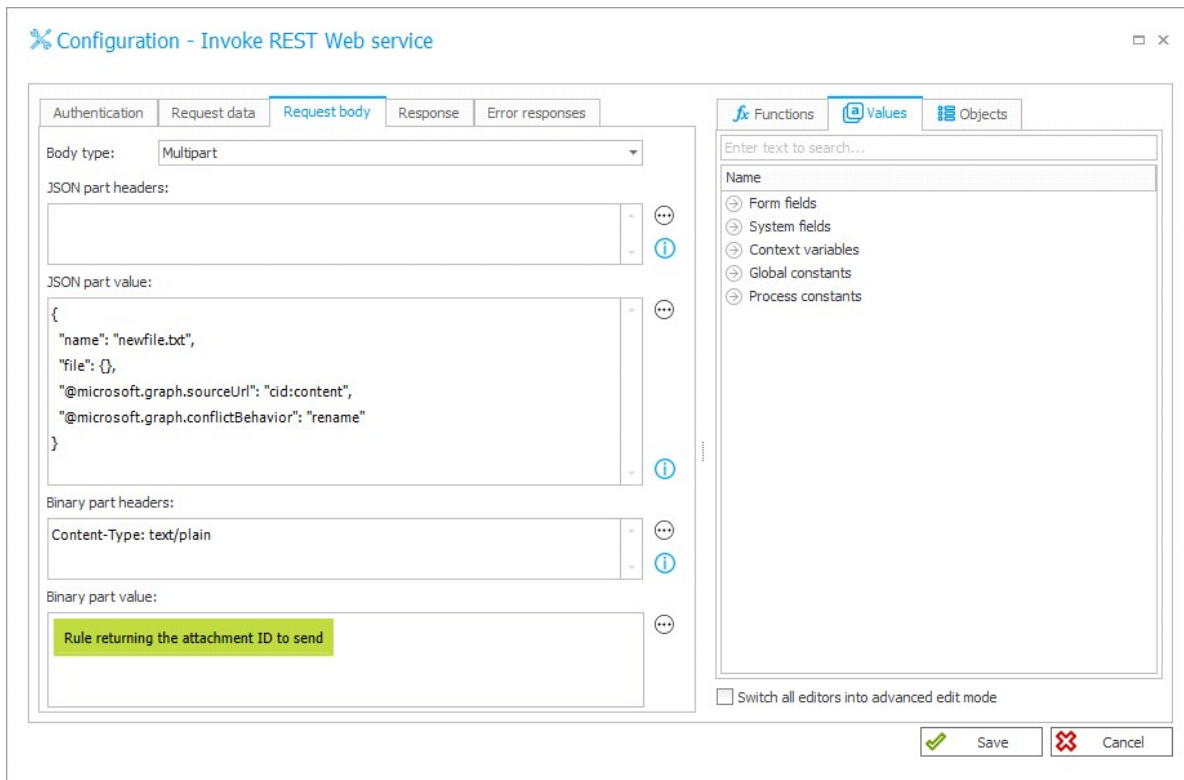 Configuration - Invoke REST Web service
Authentication
Request data
Request body
Response
Error responses
Body type:
Multipart
JSON part headers:
JSON part value:
{
"name": "newfile.txt",
"file": {},
"@microsoft.graph.sourceUrl": "cid:content",
"@microsoft.graph.conflictBehavior": "rename"
}
Binary part headers:
Content-Type: text/plain
Binary part value:
Rule returning the attachment ID to send
fx Functions
a Values
Objects
Enter text to search...
Name
Form fields
System fields
Context variables
Global constants
Process constants
Switch all editors into advanced edit mode
Save
Cancel